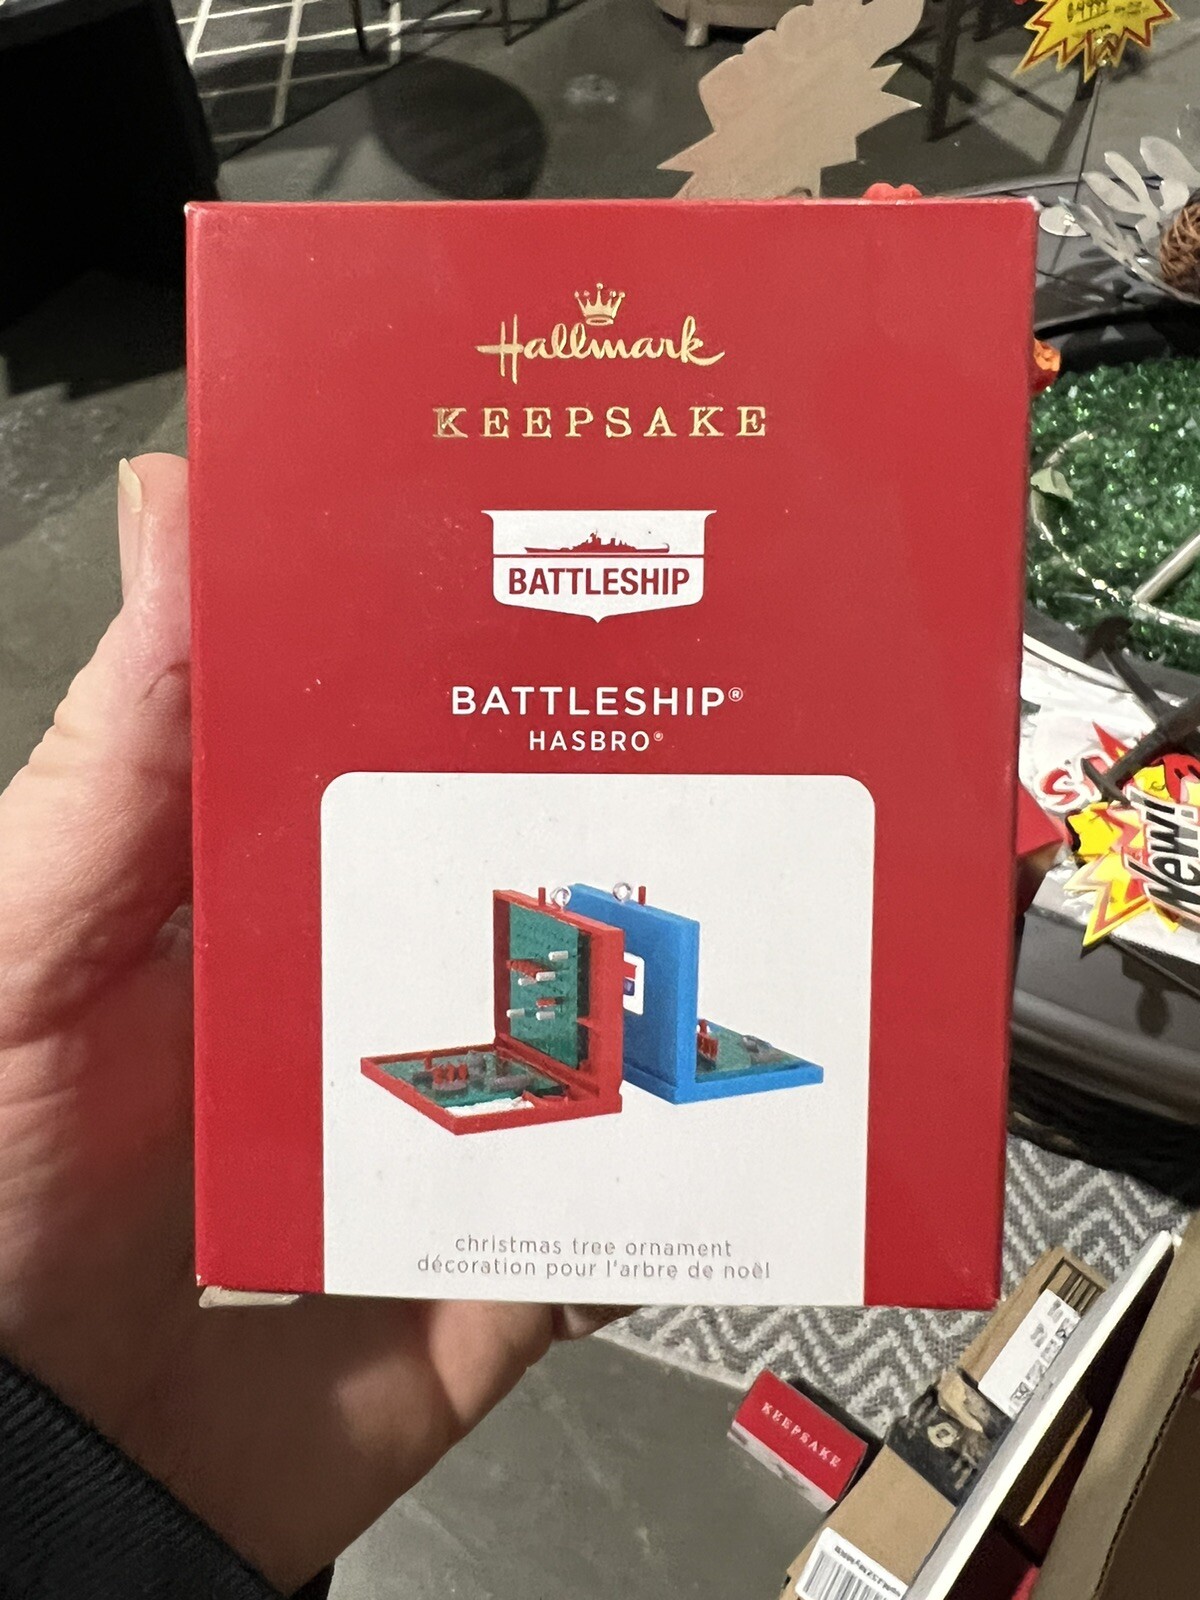 Hallmark
KEEPSAKE
BATTLESHIP
BATTLESHIP®
HASBRO®
christmas tree ornament
décoration pour l'arbre de noël
New!
KEEPSAKE